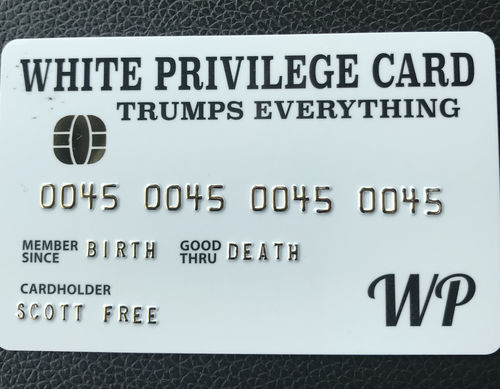 WHITE PRIVILEGE CARD
TRUMPS EVERYTHING
0045 0045 0045 0045
MEMBER SINCE BIRTH GOOD THRU DEATH
CARDHOLDER
SCOTT FREE
WP